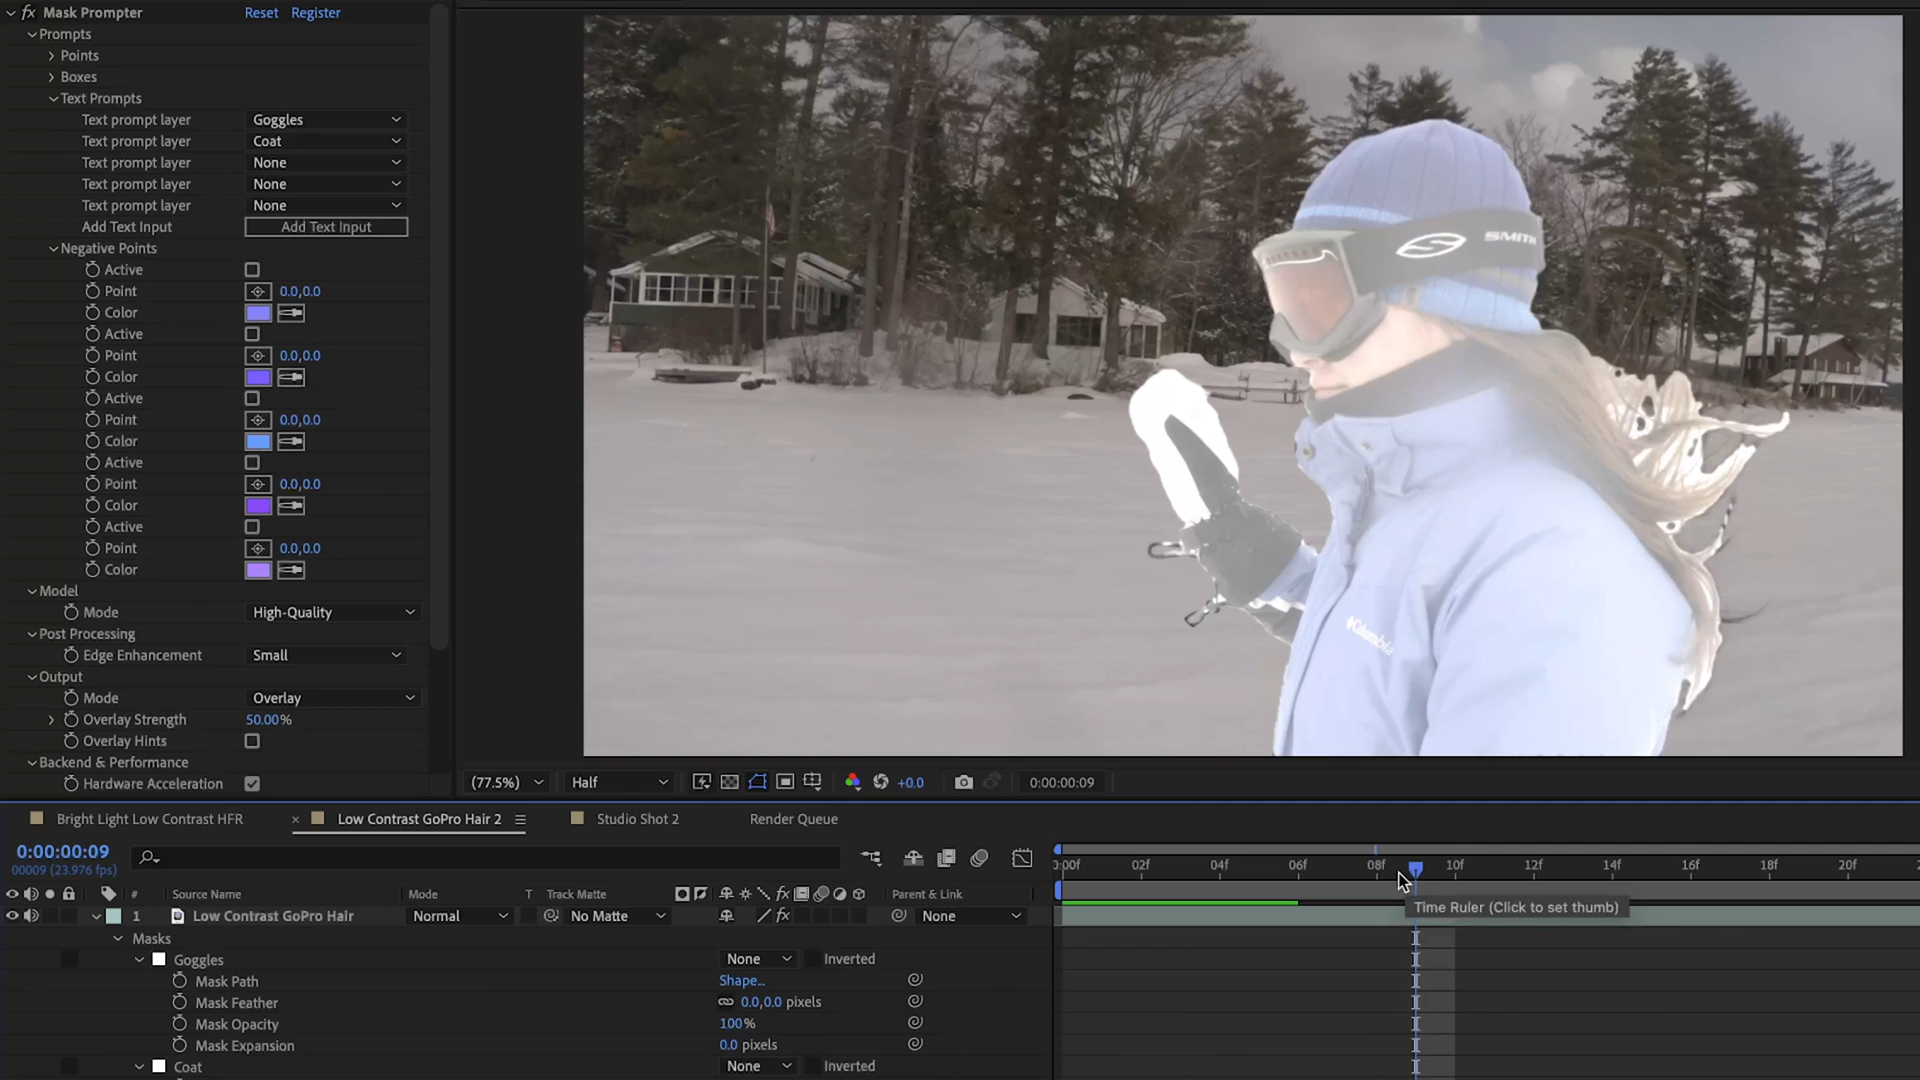 fx Mask Prompter Reset Register
Prompts
Points
Boxes
Text Prompts
Text prompt layer Goggles
Text prompt layer Coat
Text prompt layer None
Text prompt layer None
Text prompt layer None
Add Text Input Add Text Input
Negative Points
Active
Point 0.0,0.0
Color
Active
Point 0.0,0.0
Color
Active
Point 0.0,0.0
Color
Active
Point 0.0,0.0
Color
Active
Point 0.0,0.0
Color
Model
Mode High-Quality
Post Processing
Edge Enhancement Small
Output
Mode Overlay
Overlay Strength 50.00%
Overlay Hints
Backend & Performance
Hardware Acceleration
SMITH
Columbia
(77.5%) Half +0.0 0:00:00:09
Bright Light Low Contrast HFR × Low Contrast GoPro Hair 2 Studio Shot 2 Render Queue
0:00:00:09
00009 (23.976 fps)
0:00f 02f 04f 06f 08f 10f 12f 14f 16f 18f 20f
# Source Name Mode T Track Matte fx Parent & Link
1 Low Contrast GoPro Hair Normal No Matte fx None
Time Ruler (Click to set thumb)
Masks
Goggles None Inverted
Mask Path Shape...
Mask Feather 0.0,0.0 pixels
Mask Opacity 100%
Mask Expansion 0.0 pixels
Coat None Inverted